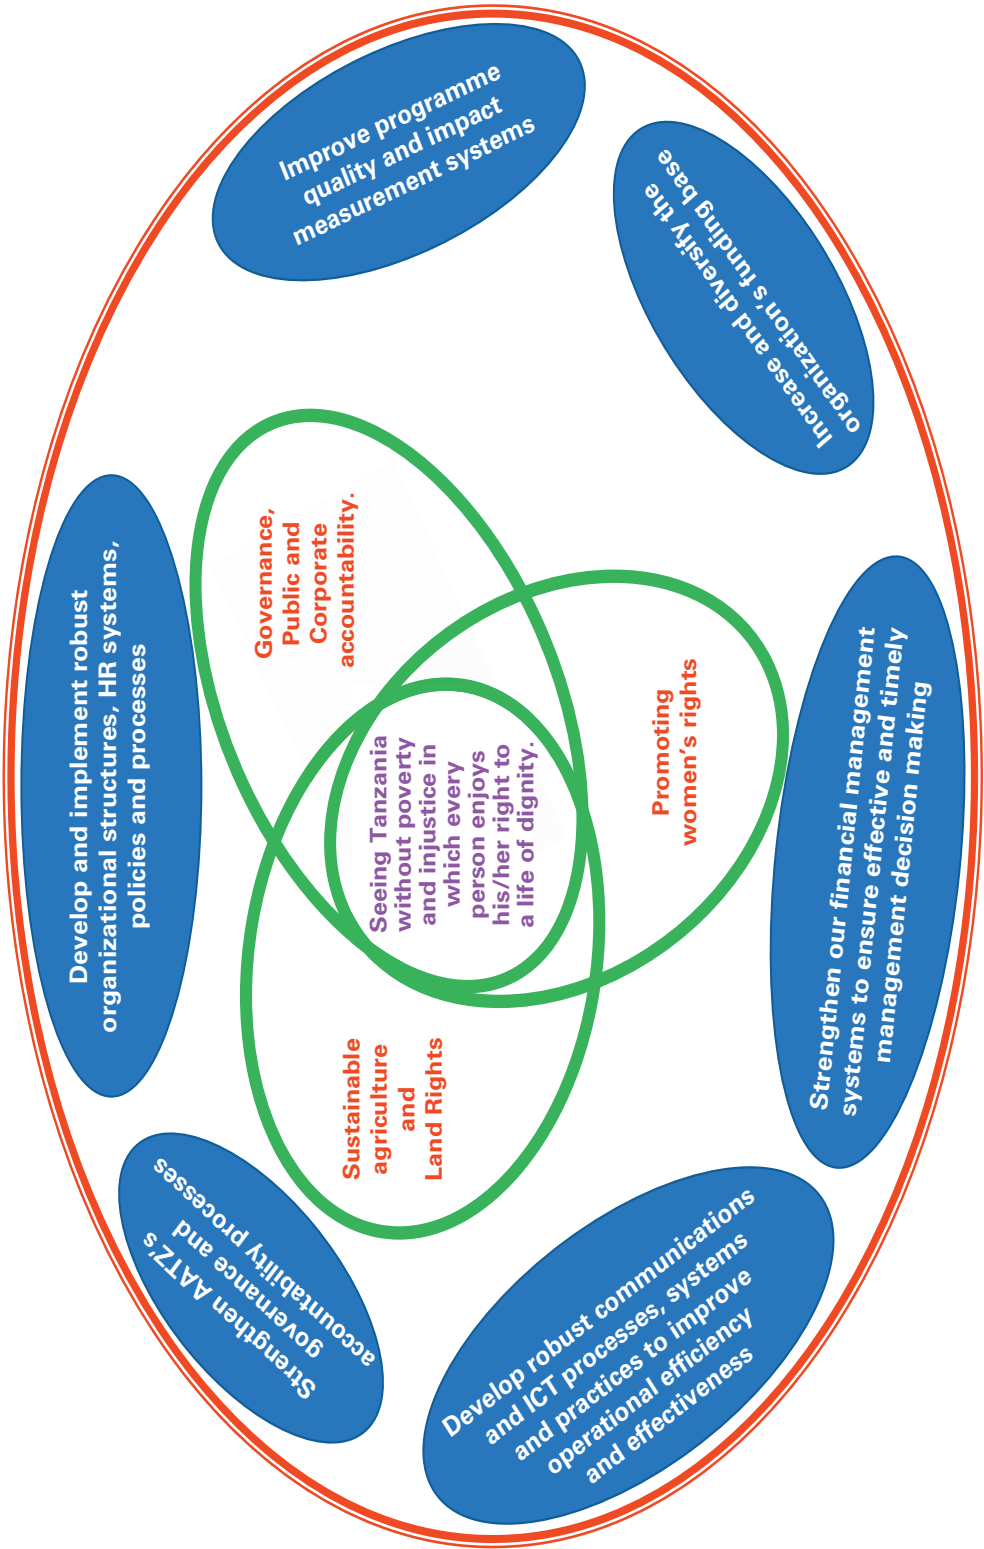 Develop and implement robust
organizational structures, HR systems,
policies and processes
Strengthen AATZ's
governance and
accountability processes
Improve programme
quality and impact
measurement systems
Governance,
Public and
Corporate
accountability.
Sustainable
agriculture
and
Land Rights
Seeing Tanzania
without poverty
and injustice in
which every
person enjoys
his/her right to
a life of dignity.
Promoting
women's rights
Increase and diversify the
organization's funding base
Develop robust communications
and ICT processes, systems
and practices to improve
operational efficiency
and effectiveness
Strengthen our financial management
systems to ensure effective and timely
management decision making